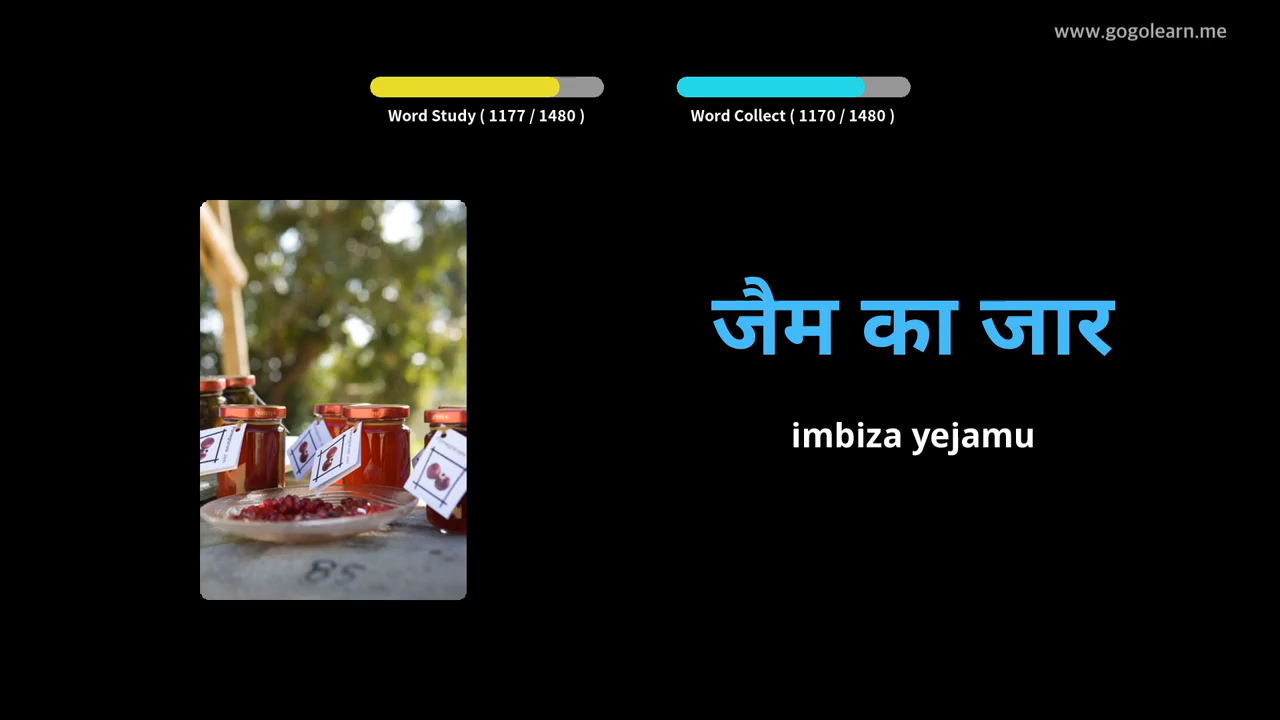 www.gogolearn.me
Word Study ( 1177 / 1480 )
Word Collect ( 1170 / 1480 )
जैम का जार
imbiza yejamu
85